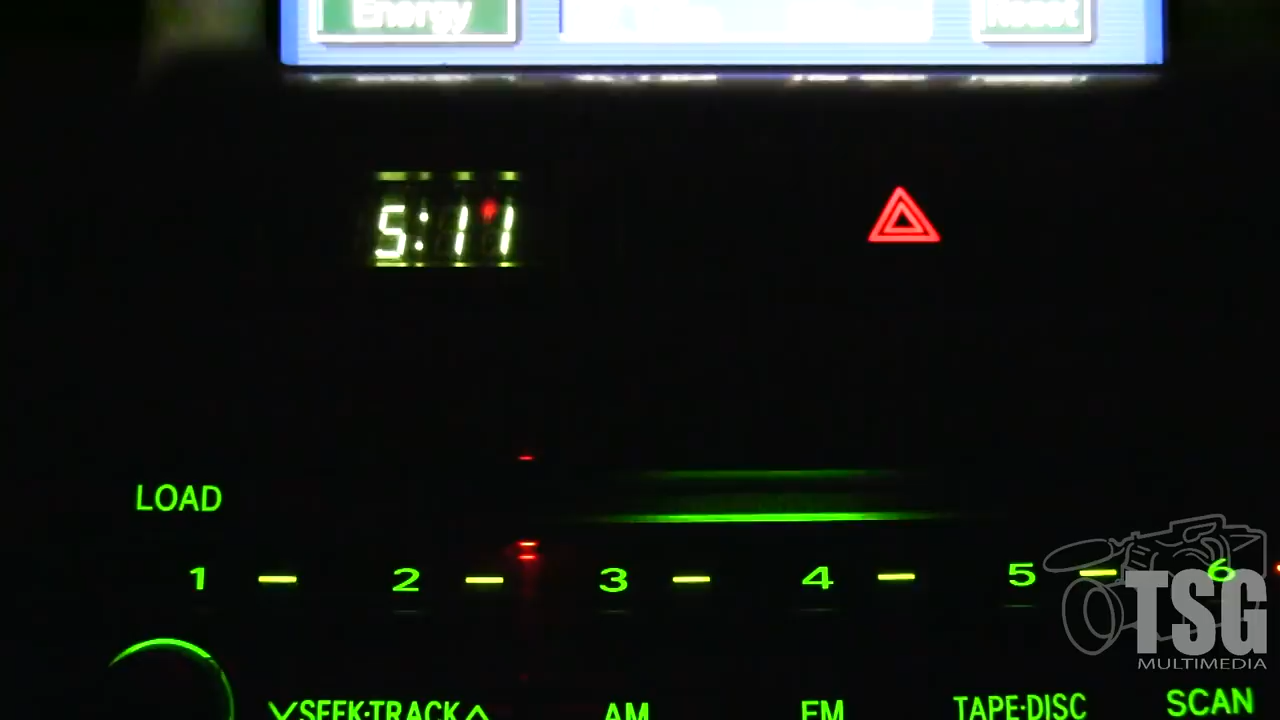 Energy
Reset
5:11
LOAD
1 2 3 4 5 6
SEEK·TRACK AM FM TAPE·DISC SCAN
TSG
MULTIMEDIA